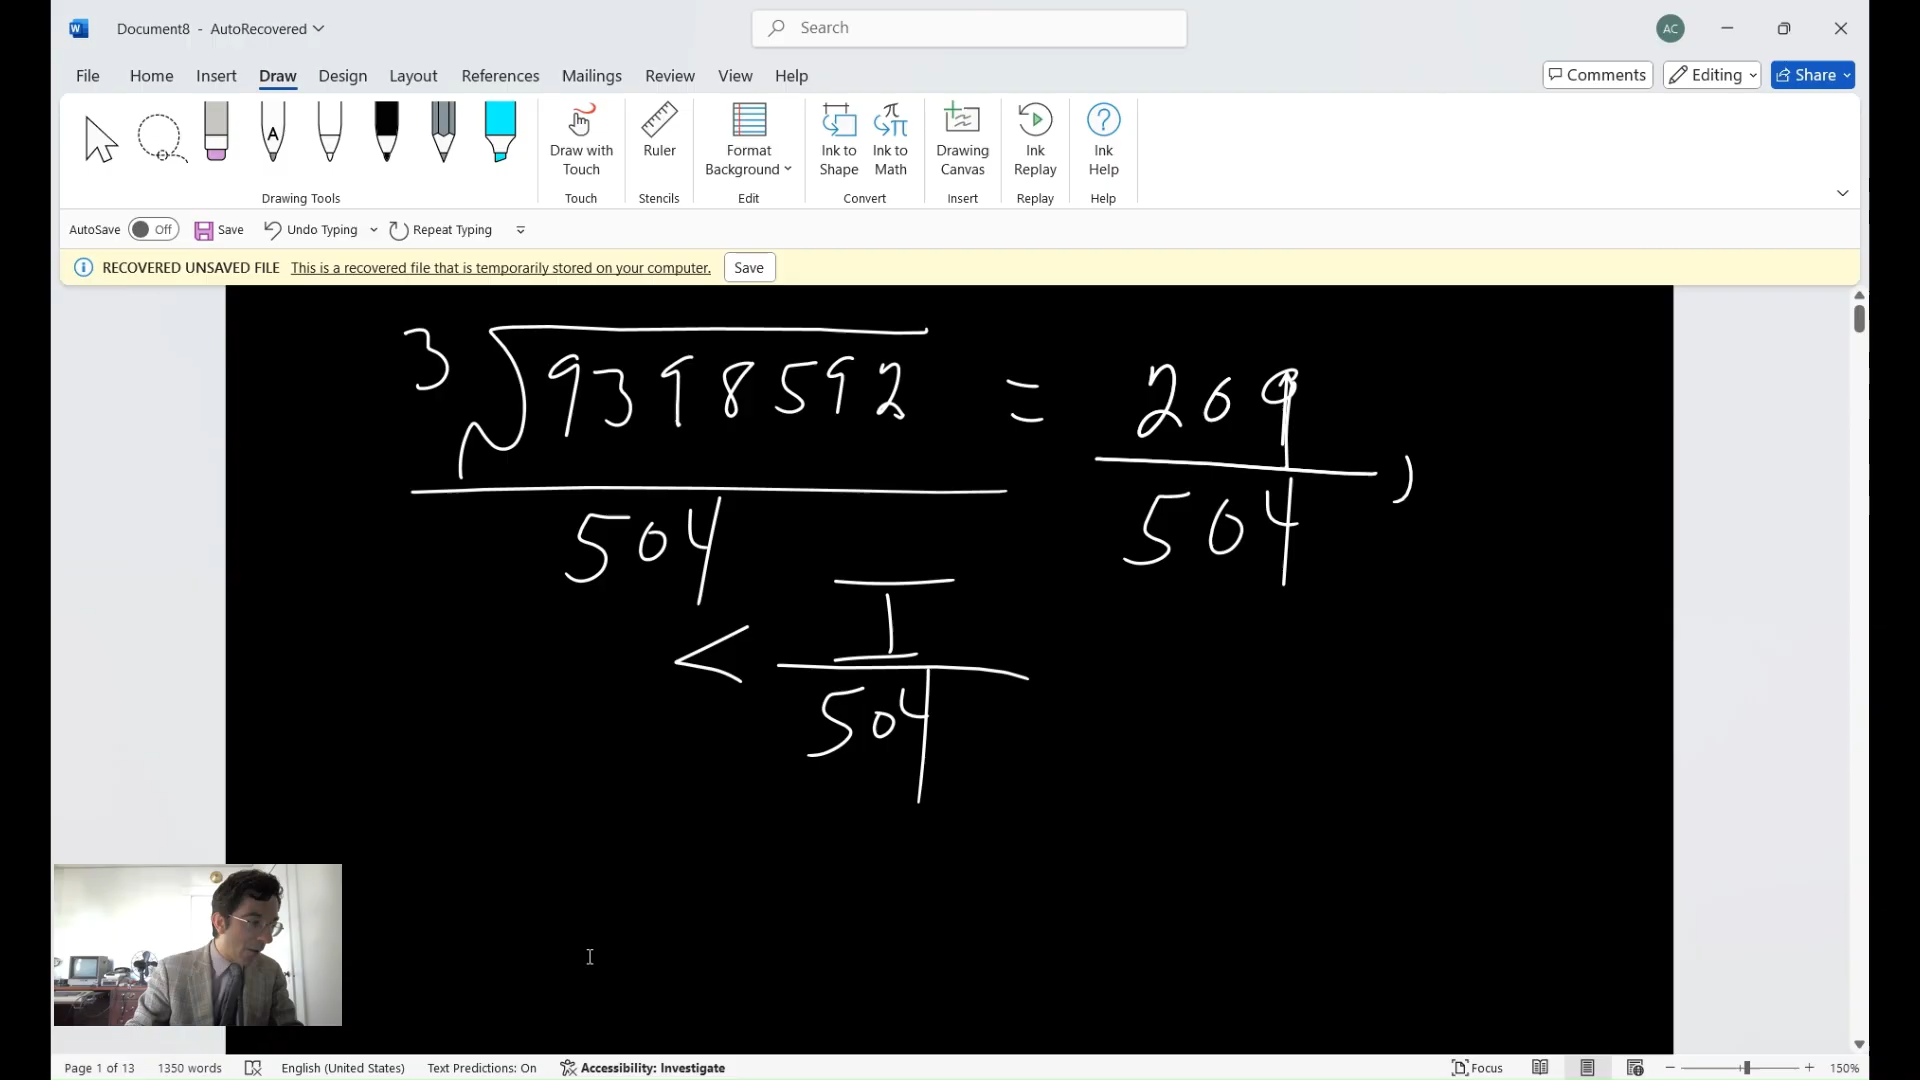 Document8 - AutoRecovered
Search
AC
File Home Insert Draw Design Layout References Mailings Review View Help
Comments Editing Share
A
Draw with Touch
Ruler
Format Background
Ink to Shape
Ink to Math
Drawing Canvas
Ink Replay
Ink Help
Drawing Tools Touch Stencils Edit Convert Insert Replay Help
AutoSave Off Save Undo Typing Repeat Typing
RECOVERED UNSAVED FILE This is a recovered file that is temporarily stored on your computer. Save
3√9398592 = 209
504 504 ,
< I
504
Page 1 of 13 1350 words English (United States) Text Predictions: On Accessibility: Investigate Focus 150%